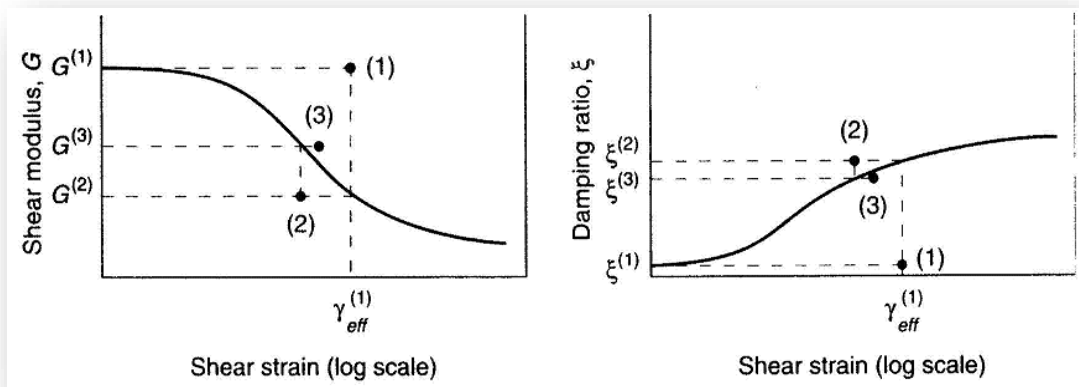 Shear modulus, G
G⁽¹⁾
G⁽³⁾
G⁽²⁾
(1)
(3)
(2)
γ_eff⁽¹⁾
Shear strain (log scale)
Damping ratio, ξ
ξ⁽²⁾
ξ⁽³⁾
ξ⁽¹⁾
(2)
(3)
(1)
γ_eff⁽¹⁾
Shear strain (log scale)